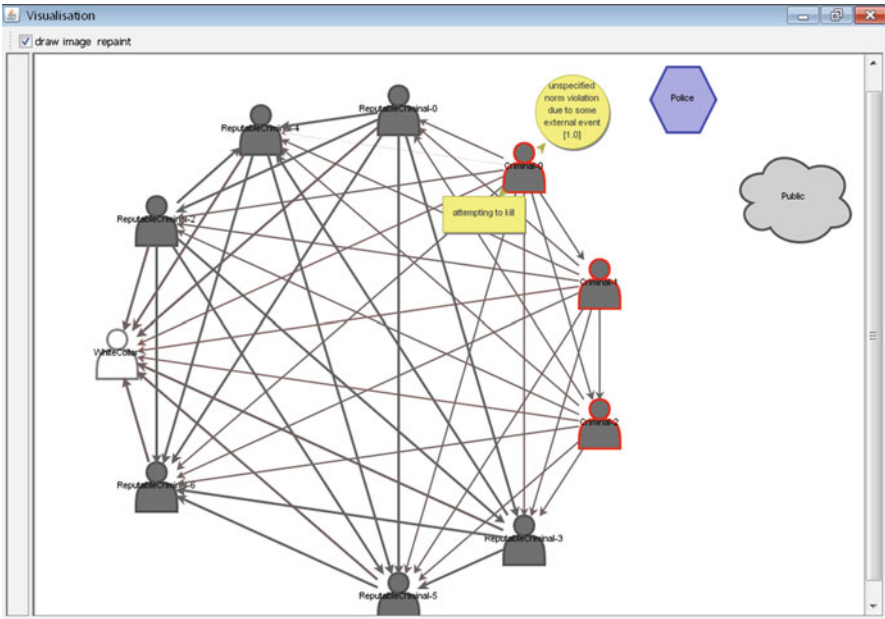 Visualisation
draw image repaint
unspecified
norm violation
due to some
external event
[1.0]
Police
ReputableCriminal-0
ReputableCriminal-4
Criminal-0
attempting to kill
Public
ReputableCriminal-2
Criminal-1
WhiteCollar
Criminal-2
ReputableCriminal-6
ReputableCriminal-3
ReputableCriminal-5